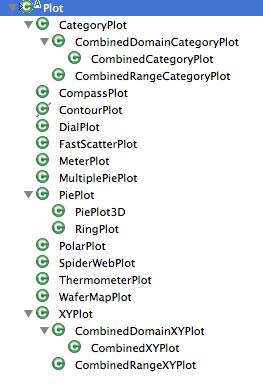 Plot
CategoryPlot
CombinedDomainCategoryPlot
CombinedCategoryPlot
CombinedRangeCategoryPlot
CompassPlot
ContourPlot
DialPlot
FastScatterPlot
MeterPlot
MultiplePiePlot
PiePlot
PiePlot3D
RingPlot
PolarPlot
SpiderWebPlot
ThermometerPlot
WaferMapPlot
XYPlot
CombinedDomainXYPlot
CombinedXYPlot
CombinedRangeXYPlot